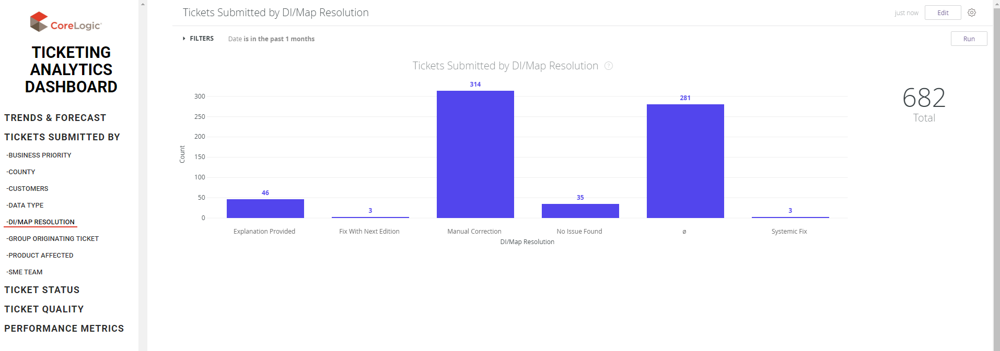 CoreLogic
TICKETING
ANALYTICS
DASHBOARD
TRENDS & FORECAST
TICKETS SUBMITTED BY
-BUSINESS PRIORITY
-COUNTY
-CUSTOMERS
-DATA TYPE
-DI/MAP RESOLUTION
-GROUP ORIGINATING TICKET
-PRODUCT AFFECTED
-SME TEAM
TICKET STATUS
TICKET QUALITY
PERFORMANCE METRICS
Tickets Submitted by DI/Map Resolution
just now
Edit
FILTERS
Date is in the past 1 months
Run
Tickets Submitted by DI/Map Resolution ?
Count
300
250
200
150
100
50
0
46
3
314
35
281
3
Explanation Provided
Fix With Next Edition
Manual Correction
No Issue Found
ø
Systemic Fix
DI/Map Resolution
682
Total